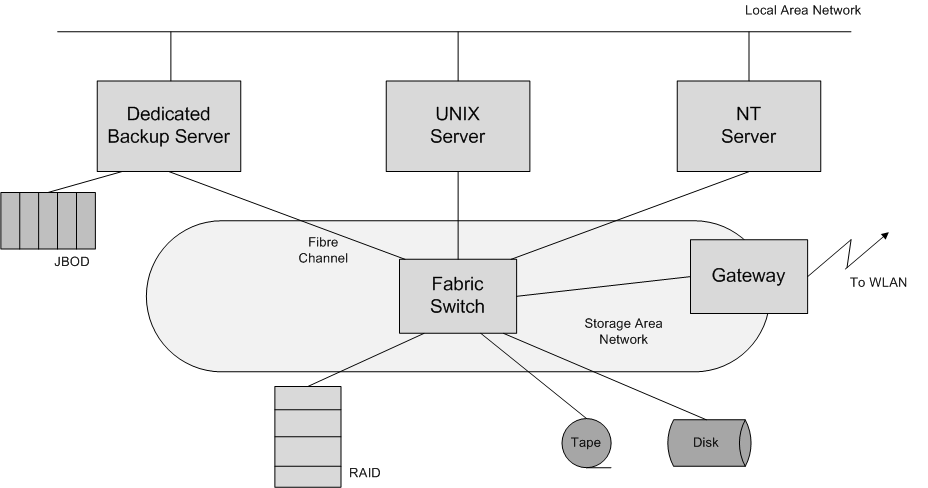 Local Area Network
Dedicated
Backup Server
UNIX
Server
NT
Server
JBOD
Fibre
Channel
Fabric
Switch
Gateway
To WLAN
Storage Area
Network
RAID
Tape
Disk